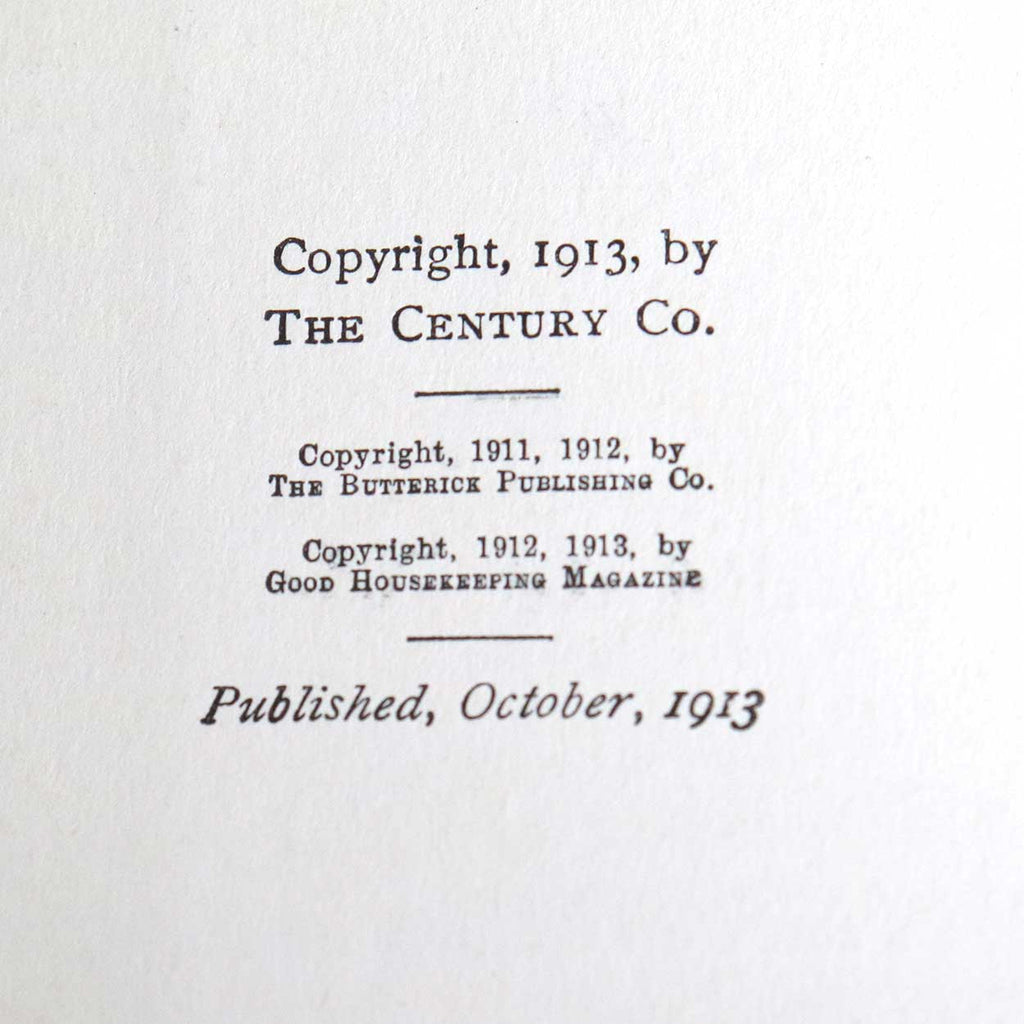 Copyright, 1913, by
THE CENTURY CO.
Copyright, 1911, 1912, by
THE BUTTERICK PUBLISHING CO.
Copyright, 1912, 1913, by
GOOD HOUSEKEEPING MAGAZINE
Published, October, 1913